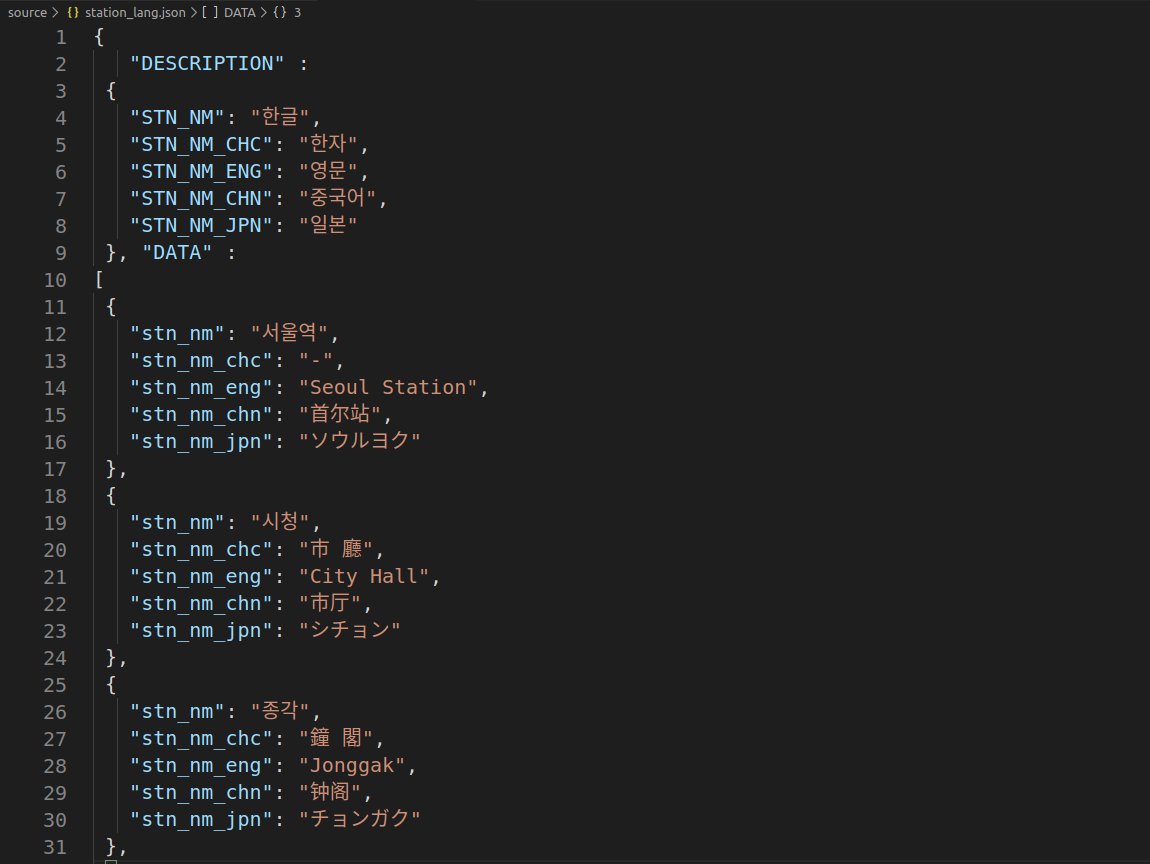 source > {} station_lang.json > [ ] DATA > {} 3
1 {
2 "DESCRIPTION" :
3 {
4 "STN_NM": "한글",
5 "STN_NM_CHC": "한자",
6 "STN_NM_ENG": "영문",
7 "STN_NM_CHN": "중국어",
8 "STN_NM_JPN": "일본"
9 }, "DATA" :
10 [
11 {
12 "stn_nm": "서울역",
13 "stn_nm_chc": "-",
14 "stn_nm_eng": "Seoul Station",
15 "stn_nm_chn": "首尔站",
16 "stn_nm_jpn": "ソウルヨク"
17 },
18 {
19 "stn_nm": "시청",
20 "stn_nm_chc": "市 廳",
21 "stn_nm_eng": "City Hall",
22 "stn_nm_chn": "市厅",
23 "stn_nm_jpn": "シチョン"
24 },
25 {
26 "stn_nm": "종각",
27 "stn_nm_chc": "鐘 閣",
28 "stn_nm_eng": "Jonggak",
29 "stn_nm_chn": "钟阁",
30 "stn_nm_jpn": "チョンガク"
31 },